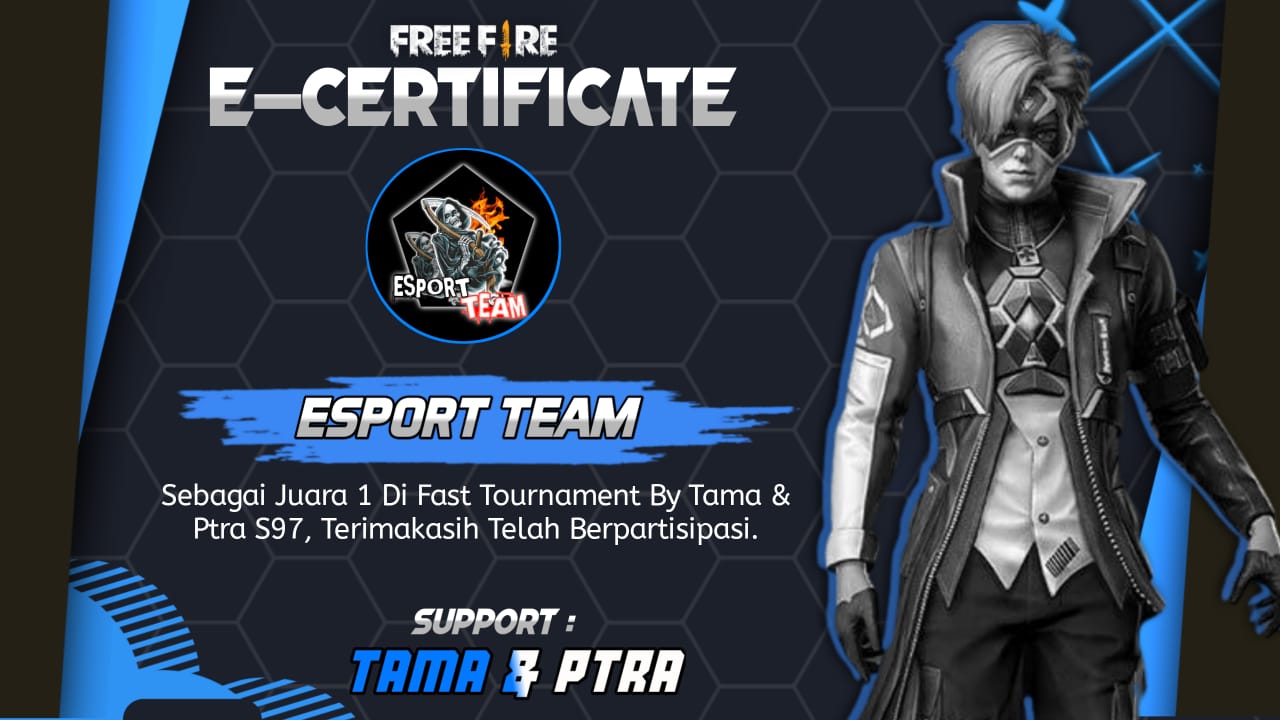 FREE FIRE
E-CERTIFICATE
ESPORT
TEAM
ESPORT TEAM
Sebagai Juara 1 Di Fast Tournament By Tama &
Ptra S97, Terimakasih Telah Berpartisipasi.
SUPPORT :
TAMA & PTRA